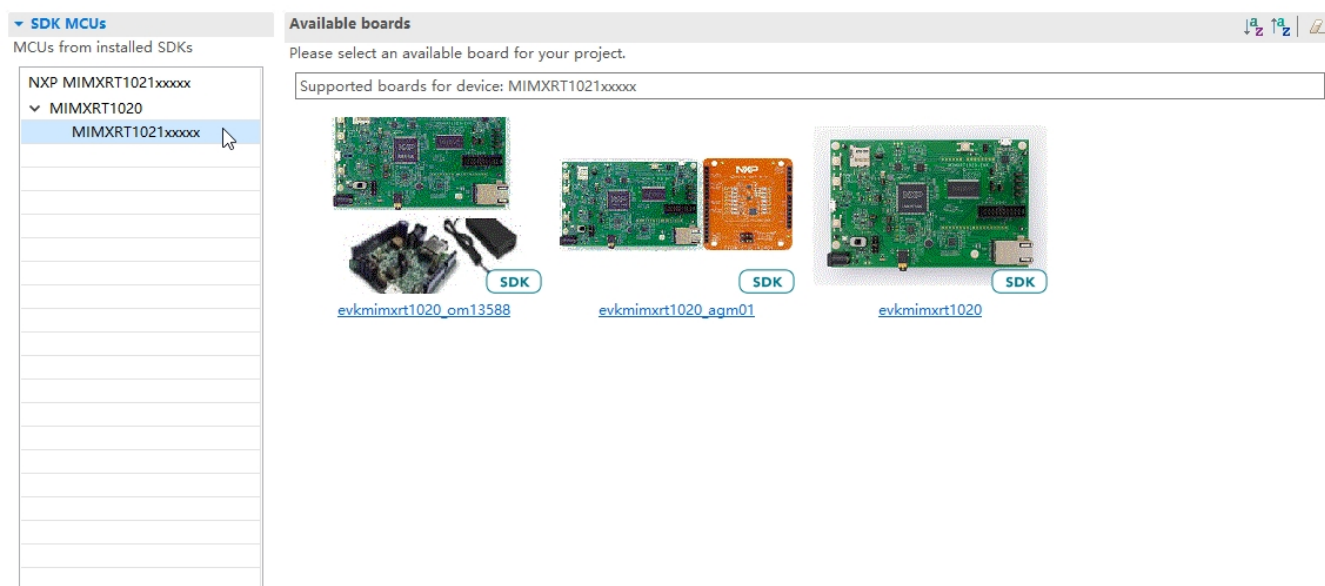 SDK MCUs
MCUs from installed SDKs
NXP MIMXRT1021xxxxx
MIMXRT1020
MIMXRT1021xxxxx
Available boards
Please select an available board for your project.
Supported boards for device: MIMXRT1021xxxxx
NXP
SDK
SDK
SDK
evkmimxrt1020_om13588
evkmimxrt1020_agm01
evkmimxrt1020